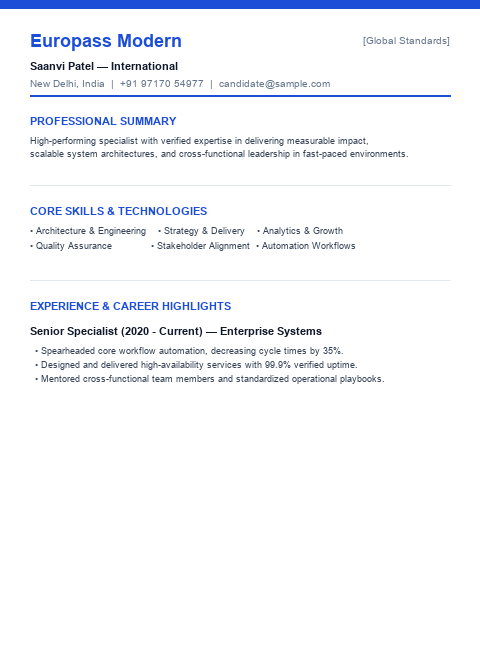 Europass Modern [Global Standards]
Saanvi Patel — International
New Delhi, India | +91 97170 54977 | candidate@sample.com
PROFESSIONAL SUMMARY
High-performing specialist with verified expertise in delivering measurable impact,
scalable system architectures, and cross-functional leadership in fast-paced environments.
CORE SKILLS & TECHNOLOGIES
• Architecture & Engineering • Strategy & Delivery • Analytics & Growth
• Quality Assurance • Stakeholder Alignment • Automation Workflows
EXPERIENCE & CAREER HIGHLIGHTS
Senior Specialist (2020 - Current) — Enterprise Systems
• Spearheaded core workflow automation, decreasing cycle times by 35%.
• Designed and delivered high-availability services with 99.9% verified uptime.
• Mentored cross-functional team members and standardized operational playbooks.